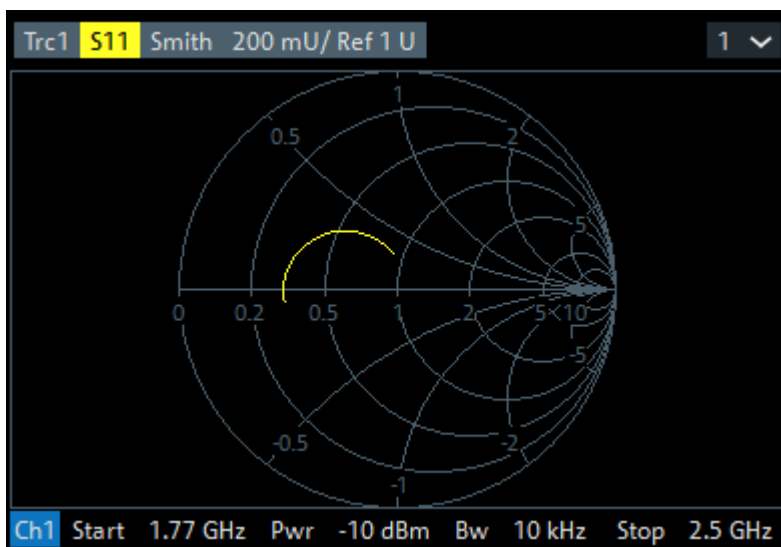 Trc1 S11 Smith 200 mU/ Ref 1 U 1
1
0.5 2
5
0 0.2 0.5 1 2 5 10
-5
-0.5 -2
-1
Ch1 Start 1.77 GHz Pwr -10 dBm Bw 10 kHz Stop 2.5 GHz